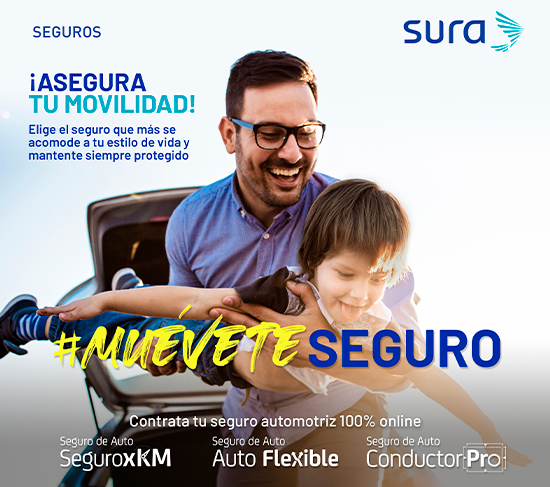 SEGUROS
sura
¡ASEGURA
TU MOVILIDAD!
Elige el seguro que más se
acomode a tu estilo de vida y
mantente siempre protegido
#MUÉVETE SEGURO
Contrata tu seguro automotriz 100% online
Seguro de Auto
SeguroxKM
Seguro de Auto
Auto Flexible
Seguro de Auto
ConductorPro